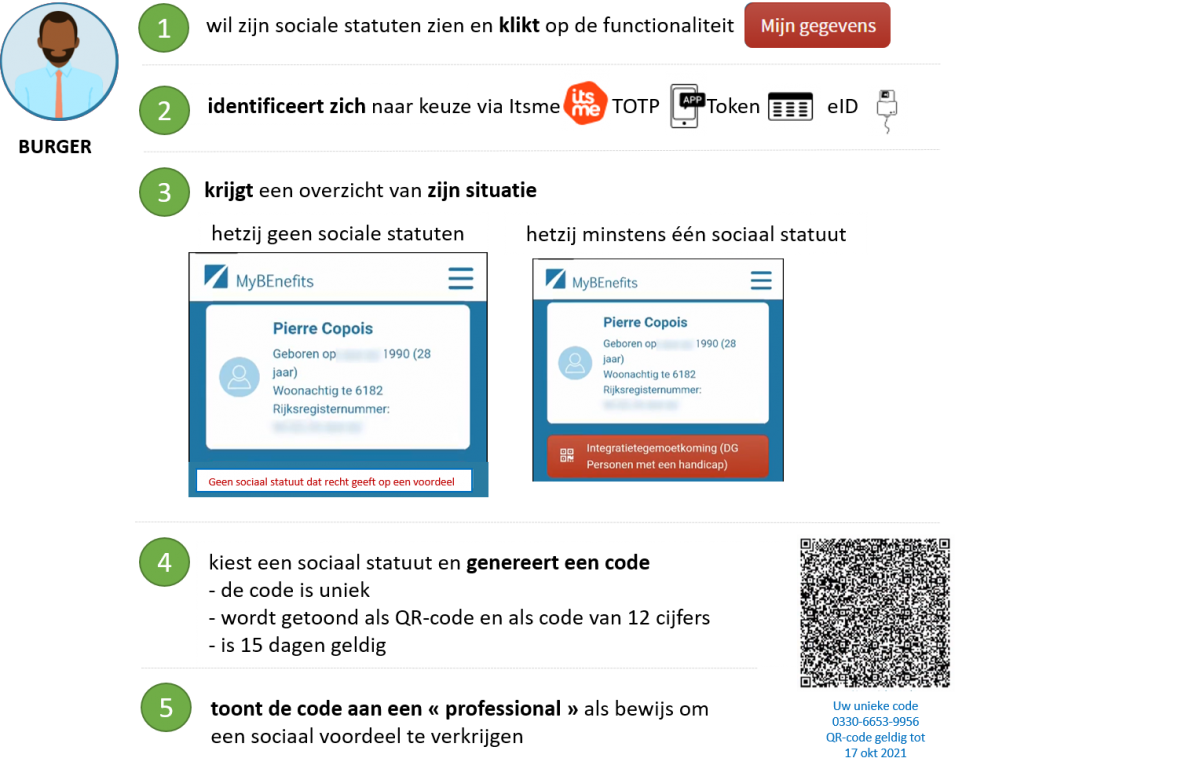 BURGER
1
wil zijn sociale statuten zien en klikt op de functionaliteit
Mijn gegevens
2
identificeert zich naar keuze via Itsme its me TOTP APP Token eID
3
krijgt een overzicht van zijn situatie
hetzij geen sociale statuten
MyBEnefits
Pierre Copois
Geboren op 1990 (28
jaar)
Woonachtig te 6182
Rijksregisternummer:
Geen sociaal statuut dat recht geeft op een voordeel
hetzij minstens één sociaal statuut
MyBEnefits
Pierre Copois
Geboren op 1990 (28
jaar)
Woonachtig te 6182
Rijksregisternummer:
Integratietegemoetkoming (DG
Personen met een handicap)
4
kiest een sociaal statuut en genereert een code
- de code is uniek
- wordt getoond als QR-code en als code van 12 cijfers
- is 15 dagen geldig
5
toont de code aan een « professional » als bewijs om
een sociaal voordeel te verkrijgen
Uw unieke code
0330-6653-9956
QR-code geldig tot
17 okt 2021